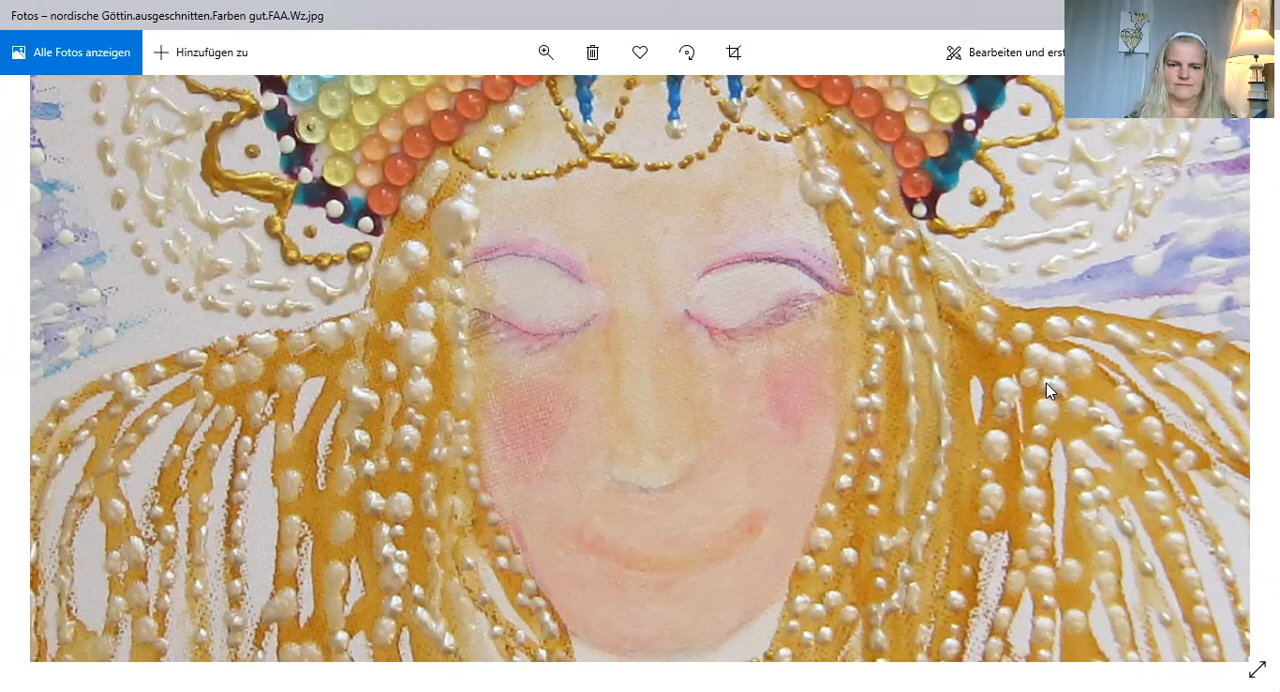 Fotos – nordische Göttin.ausgeschnitten.Farben gut.FAA.Wz.jpg
Alle Fotos anzeigen
Hinzufügen zu
Bearbeiten und erst